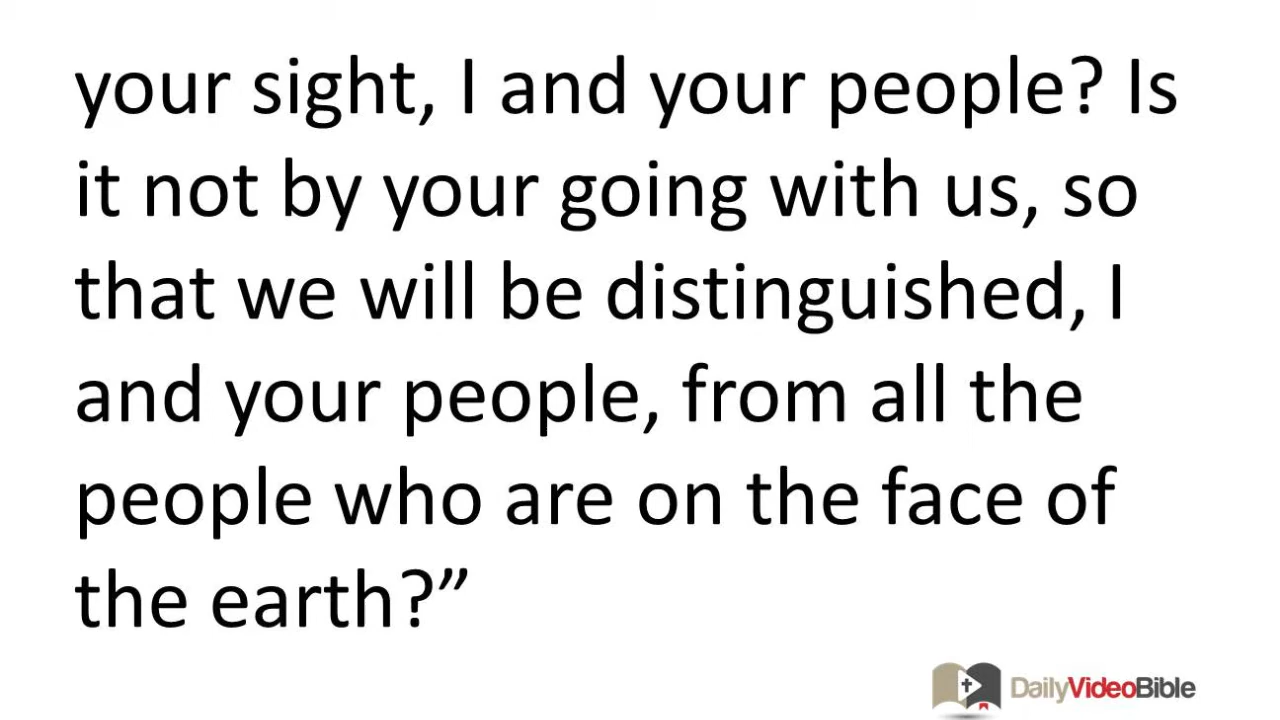 your sight, I and your people? Is
it not by your going with us, so
that we will be distinguished, I
and your people, from all the
people who are on the face of
the earth?”
DailyVideoBible